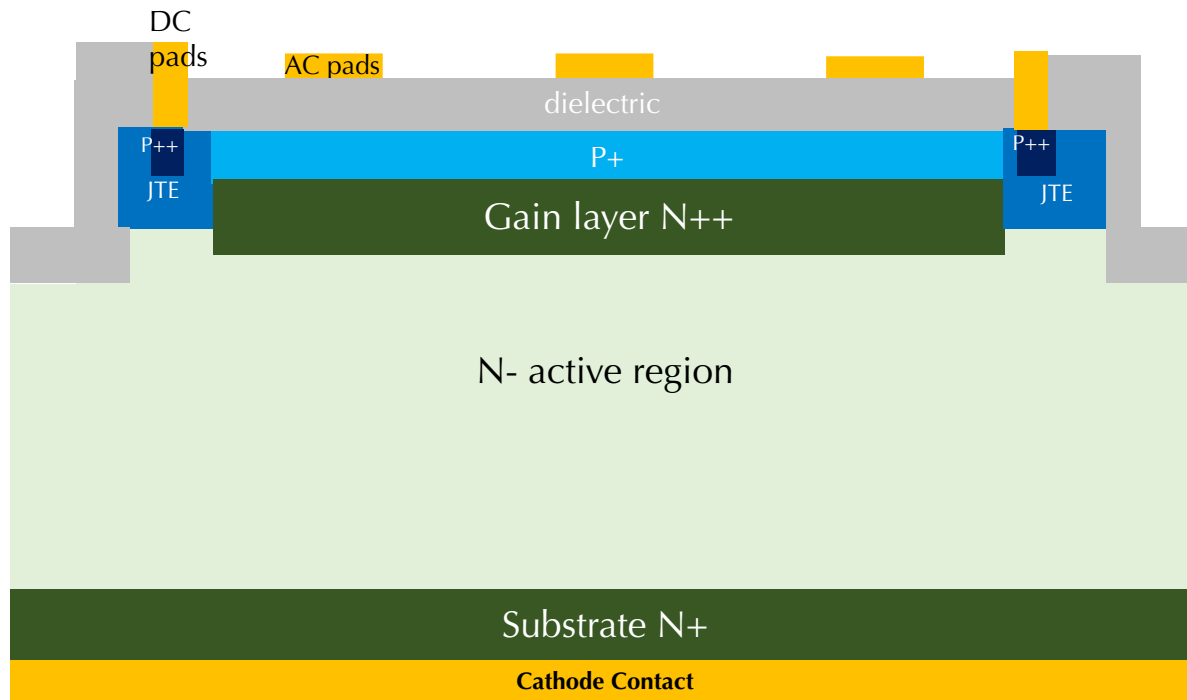 DC
pads
AC pads
dielectric
P++
P+
P++
JTE
JTE
Gain layer N++
N- active region
Substrate N+
Cathode Contact